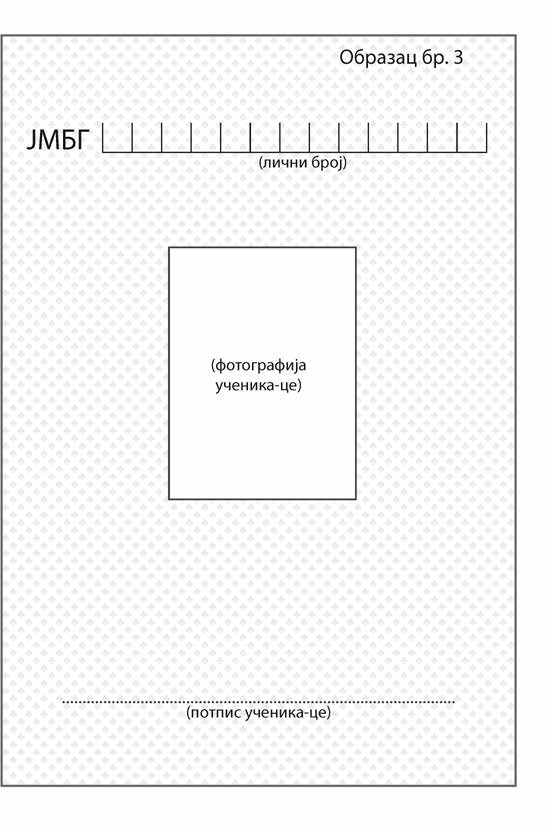 Образац бр. 3
ЈМБГ
(лични број)
(фотографија
ученика-це)
(потпис ученика-це)